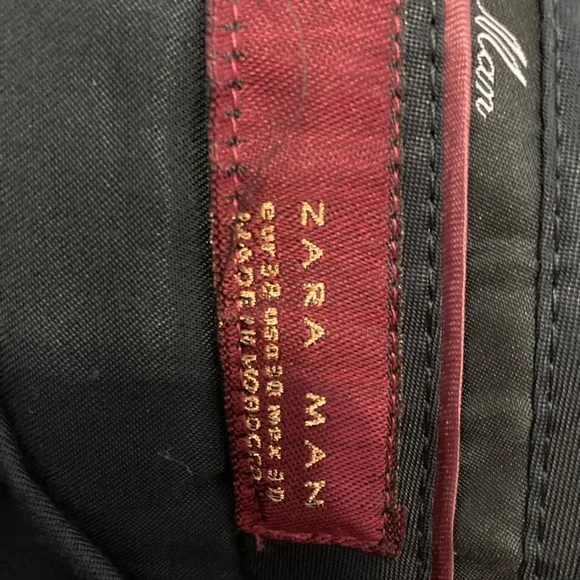 Man
ZARA MAN
eur 38 usa 30 mex 30
MADE IN MOROCCO